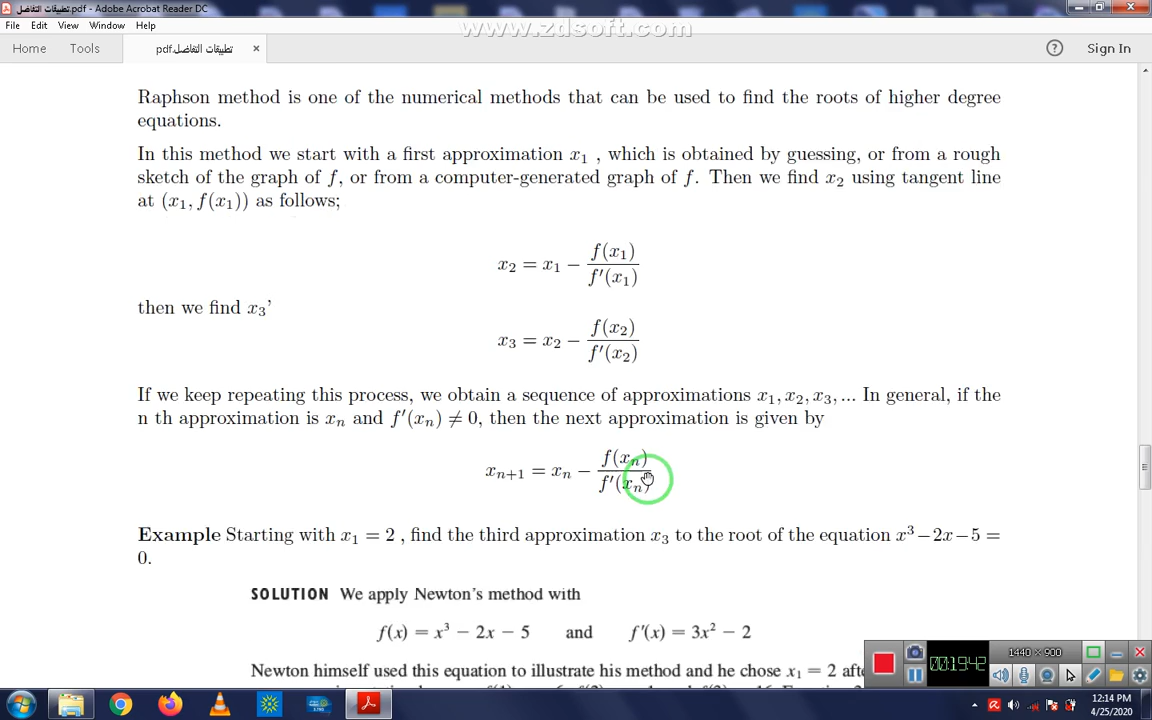 تطبيقات التفاضل.pdf - Adobe Acrobat Reader DC
www.zdsoft.com
File Edit View Window Help
Home Tools تطبيقات التفاضل.pdf × ? Sign In
Raphson method is one of the numerical methods that can be used to find the roots of higher degree
equations.
In this method we start with a first approximation x₁ , which is obtained by guessing, or from a rough
sketch of the graph of f, or from a computer-generated graph of f. Then we find x₂ using tangent line
at (x₁, f(x₁)) as follows;
x₂ = x₁ − f(x₁)/f′(x₁)
then we find x₃’
x₃ = x₂ − f(x₂)/f′(x₂)
If we keep repeating this process, we obtain a sequence of approximations x₁, x₂, x₃, ... In general, if the
n th approximation is xₙ and f′(xₙ) ≠ 0, then the next approximation is given by
xₙ₊₁ = xₙ − f(xₙ)/f′(xₙ)
Example Starting with x₁ = 2 , find the third approximation x₃ to the root of the equation x³−2x−5 =
0.
SOLUTION We apply Newton’s method with
f(x) = x³ − 2x − 5 and f′(x) = 3x² − 2
Newton himself used this equation to illustrate his method and he chose x₁ = 2 after
1440 × 900
00:19:42
12:14 PM
4/25/2020